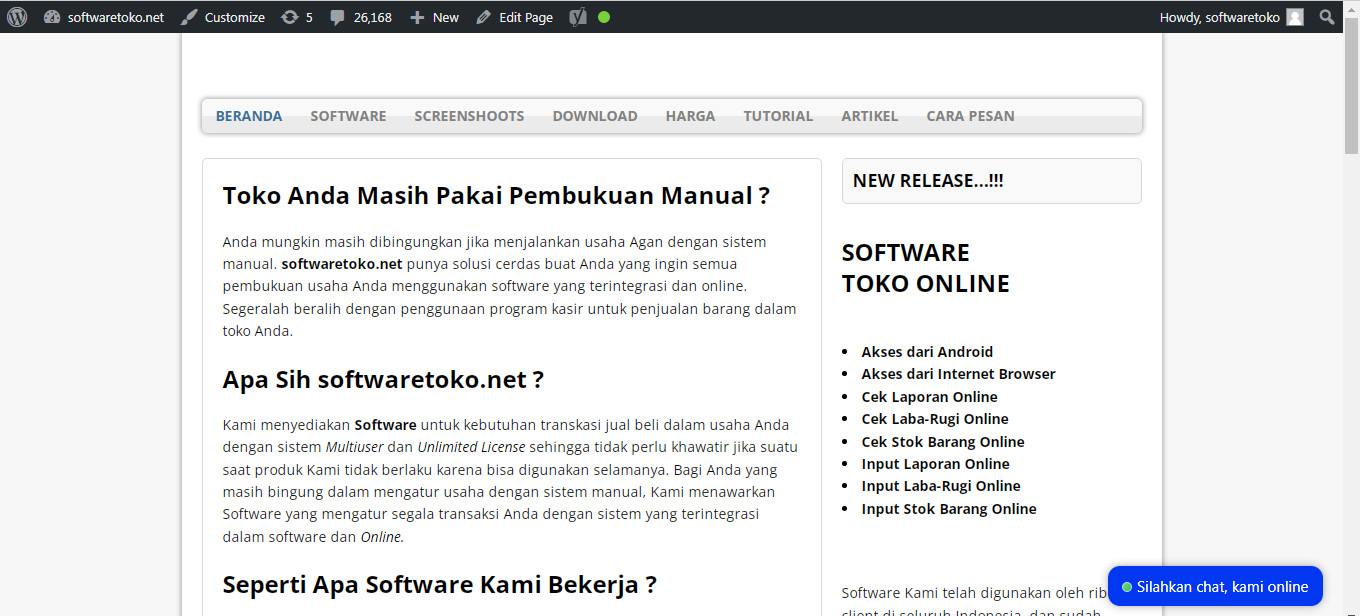 softwaretoko.net Customize 5 26,168 New Edit Page Howdy, softwaretoko
BERANDA SOFTWARE SCREENSHOOTS DOWNLOAD HARGA TUTORIAL ARTIKEL CARA PESAN
Toko Anda Masih Pakai Pembukuan Manual ?
Anda mungkin masih dibingungkan jika menjalankan usaha Agan dengan sistem
manual. softwaretoko.net punya solusi cerdas buat Anda yang ingin semua
pembukuan usaha Anda menggunakan software yang terintegrasi dan online.
Segeralah beralih dengan penggunaan program kasir untuk penjualan barang dalam
toko Anda.
Apa Sih softwaretoko.net ?
Kami menyediakan Software untuk kebutuhan transkasi jual beli dalam usaha Anda
dengan sistem Multiuser dan Unlimited License sehingga tidak perlu khawatir jika suatu
saat produk Kami tidak berlaku karena bisa digunakan selamanya. Bagi Anda yang
masih bingung dalam mengatur usaha dengan sistem manual, Kami menawarkan
Software yang mengatur segala transaksi Anda dengan sistem yang terintegrasi
dalam software dan Online.
Seperti Apa Software Kami Bekerja ?
NEW RELEASE...!!!
SOFTWARE
TOKO ONLINE
Akses dari Android
Akses dari Internet Browser
Cek Laporan Online
Cek Laba-Rugi Online
Cek Stok Barang Online
Input Laporan Online
Input Laba-Rugi Online
Input Stok Barang Online
Software Kami telah digunakan oleh
client di seluruh Indonesia, dan sudah
Silahkan chat, kami online